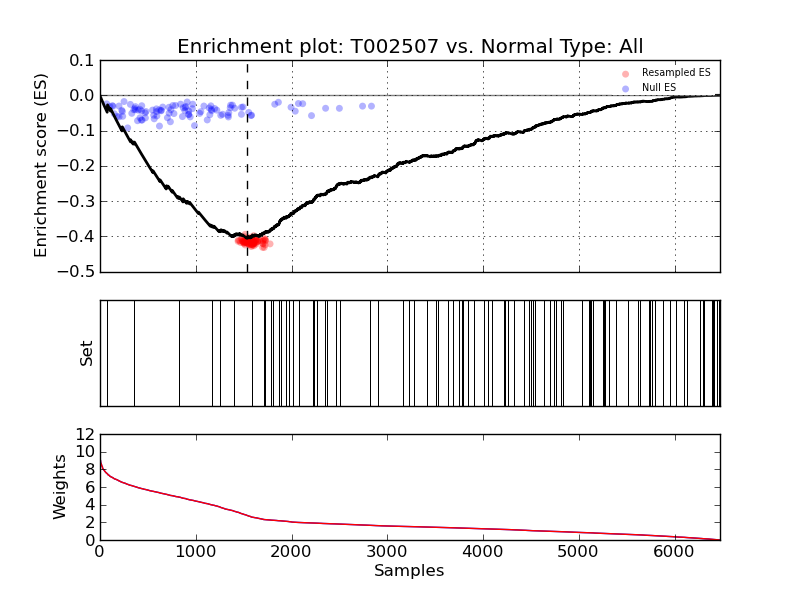 Enrichment plot: T002507 vs. Normal Type: All
Enrichment score (ES)
0.1
0.0
−0.1
−0.2
−0.3
−0.4
−0.5
Resampled ES
Null ES
Set
Weights
12
10
8
6
4
2
0
0 1000 2000 3000 4000 5000 6000
Samples